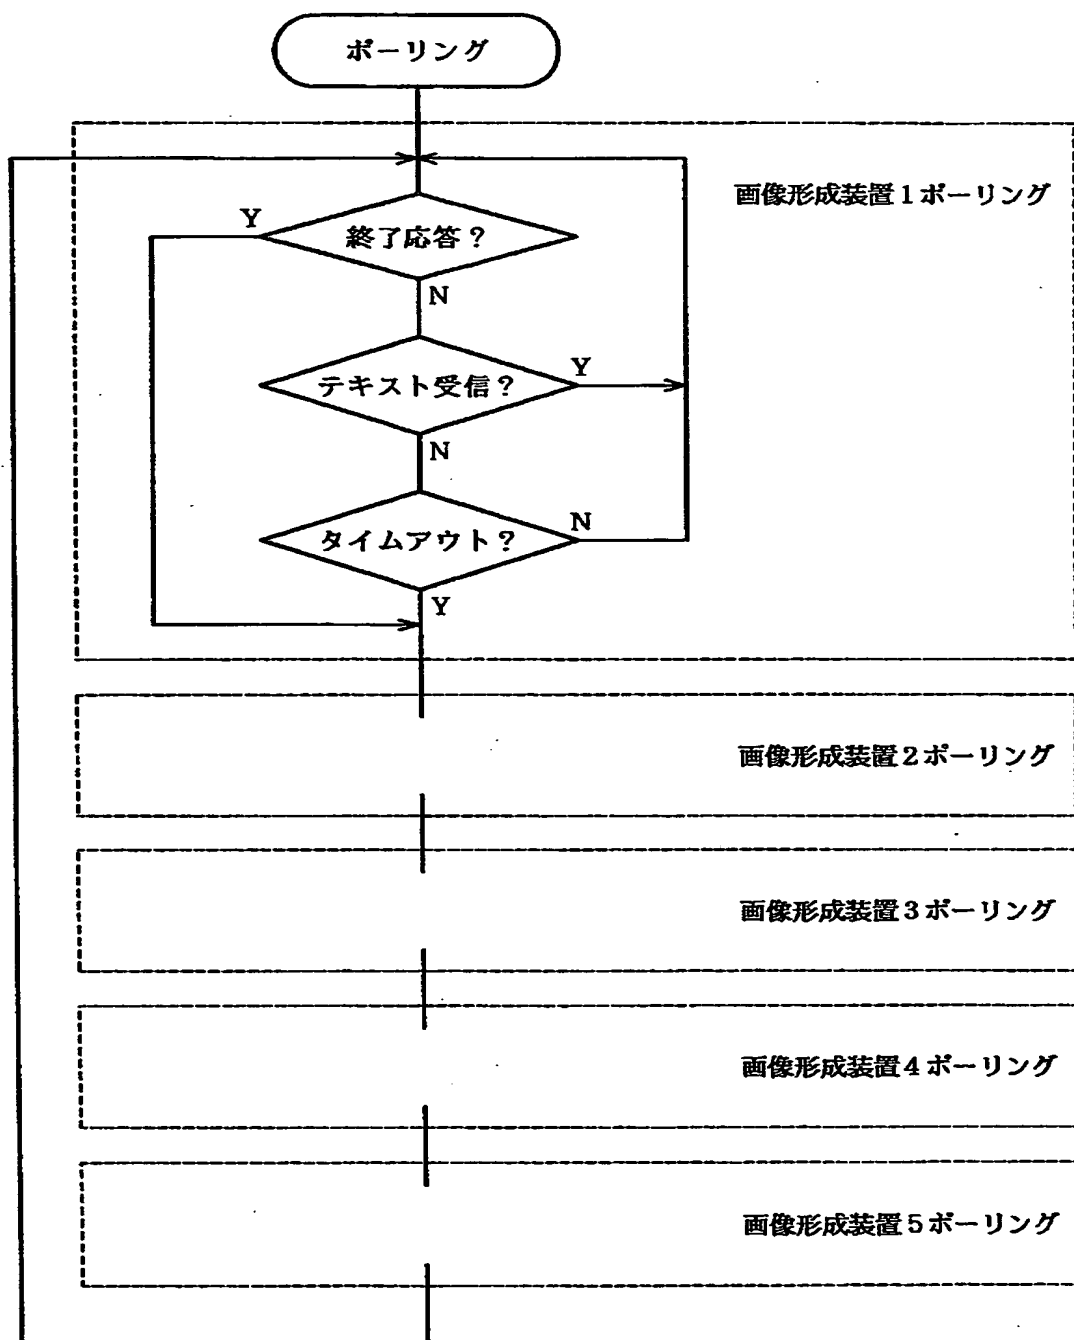 ポーリング
画像形成装置1ポーリング
Y
終了応答?
N
Y
テキスト受信?
N
N
タイムアウト?
Y
画像形成装置2ポーリング
画像形成装置3ポーリング
画像形成装置4ポーリング
画像形成装置5ポーリング